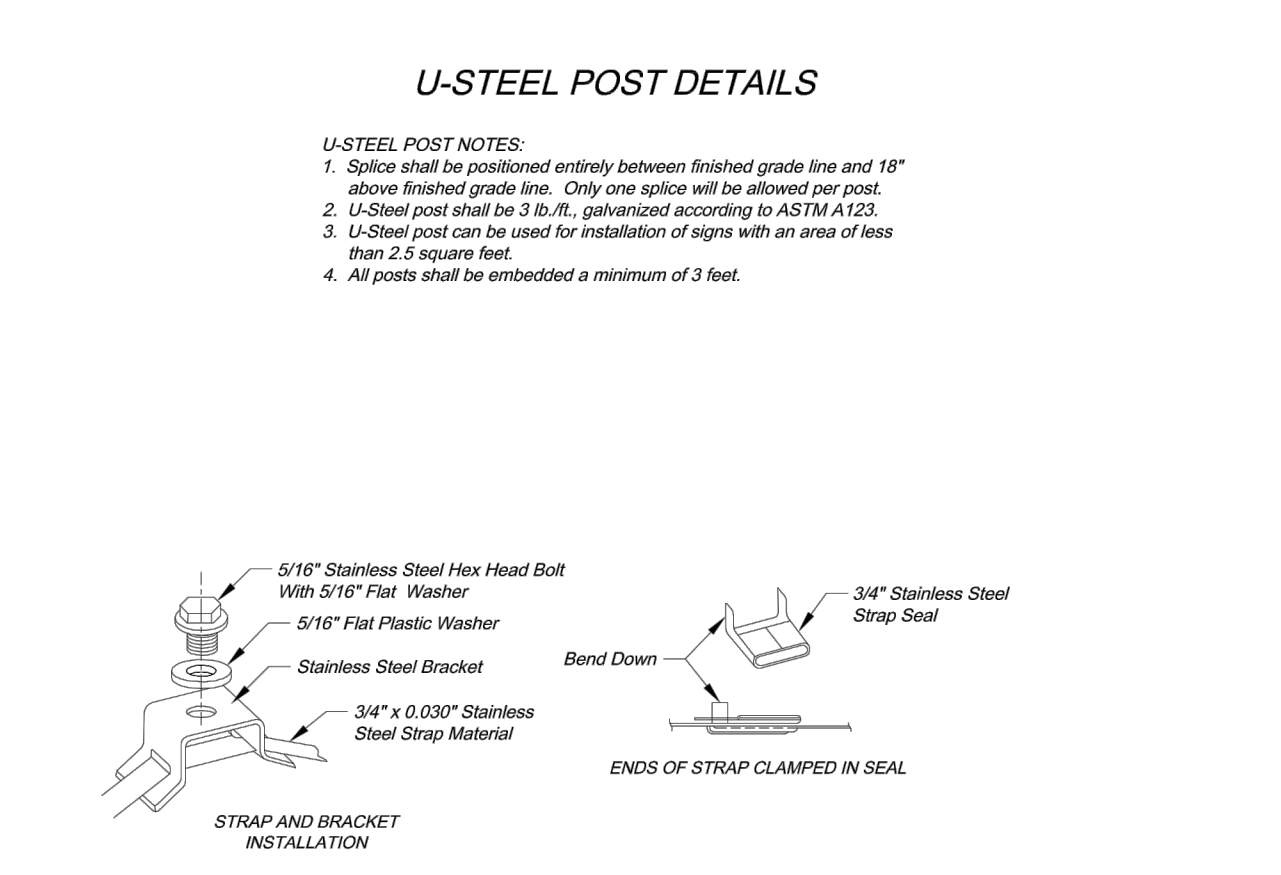 U-STEEL POST DETAILS
U-STEEL POST NOTES:
1. Splice shall be positioned entirely between finished grade line and 18"
above finished grade line. Only one splice will be allowed per post.
2. U-Steel post shall be 3 lb./ft., galvanized according to ASTM A123.
3. U-Steel post can be used for installation of signs with an area of less
than 2.5 square feet.
4. All posts shall be embedded a minimum of 3 feet.
5/16" Stainless Steel Hex Head Bolt
With 5/16" Flat Washer
5/16" Flat Plastic Washer
Stainless Steel Bracket
3/4" x 0.030" Stainless
Steel Strap Material
STRAP AND BRACKET
INSTALLATION
3/4" Stainless Steel
Strap Seal
Bend Down
ENDS OF STRAP CLAMPED IN SEAL